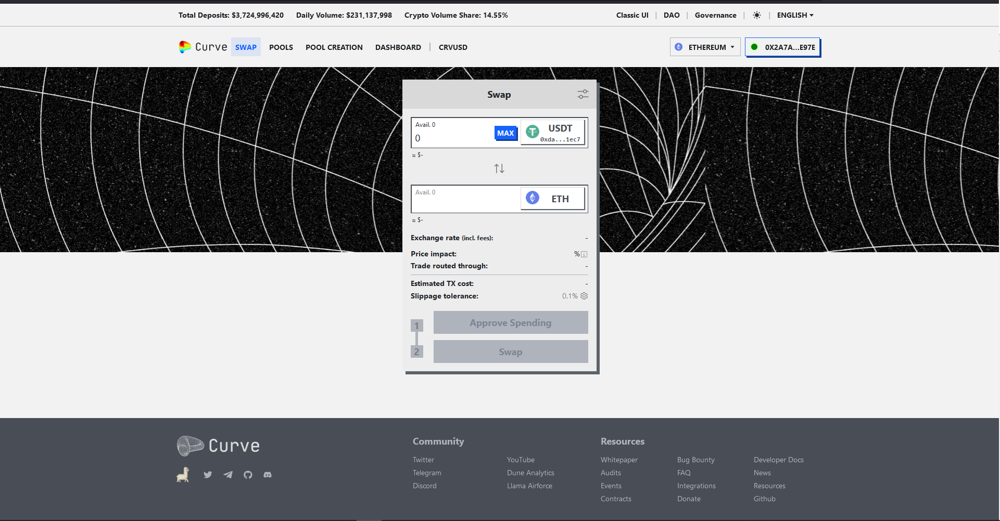 Total Deposits: $3,724,996,420 Daily Volume: $231,137,998 Crypto Volume Share: 14.55% Classic UI | DAO | Governance | | ENGLISH
Curve SWAP POOLS POOL CREATION DASHBOARD | CRVUSD ETHEREUM 0X2A7A...E97E
Swap
Avail. 0
0 MAX USDT
0xda...1ec7
≈ $-
Avail. 0
ETH
≈ $-
Exchange rate (incl. fees): -
Price impact: %
Trade routed through: -
Estimated TX cost: -
Slippage tolerance: 0.1%
1 Approve Spending
2 Swap
Curve
Community
Twitter YouTube
Telegram Dune Analytics
Discord Llama Airforce
Resources
Whitepaper Bug Bounty Developer Docs
Audits FAQ News
Events Integrations Resources
Contracts Donate Github